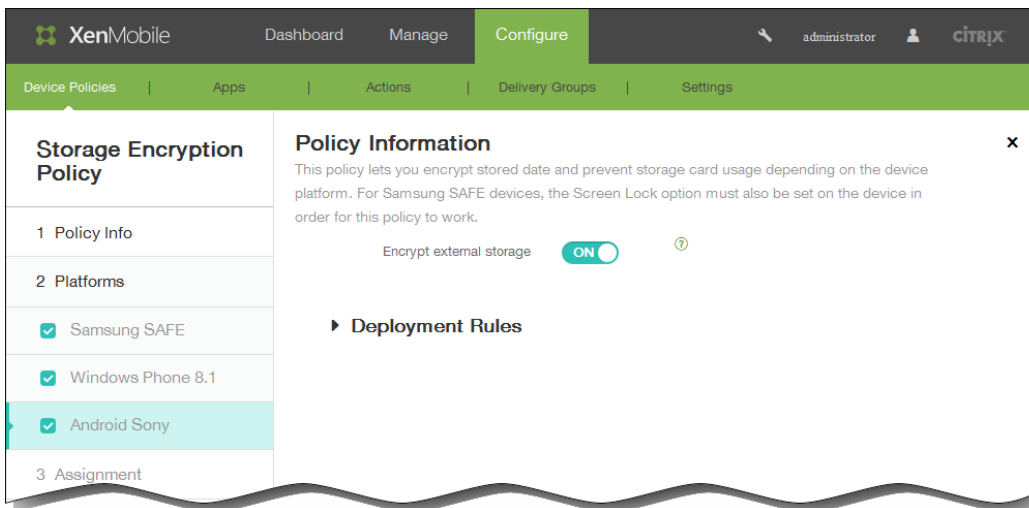 XenMobile Dashboard Manage Configure administrator CITRIX
Device Policies | Apps | Actions | Delivery Groups | Settings
Storage Encryption
Policy
1 Policy Info
2 Platforms
Samsung SAFE
Windows Phone 8.1
Android Sony
3 Assignment
Policy Information
x
This policy lets you encrypt stored date and prevent storage card usage depending on the device
platform. For Samsung SAFE devices, the Screen Lock option must also be set on the device in
order for this policy to work.
Encrypt external storage ON ?
Deployment Rules